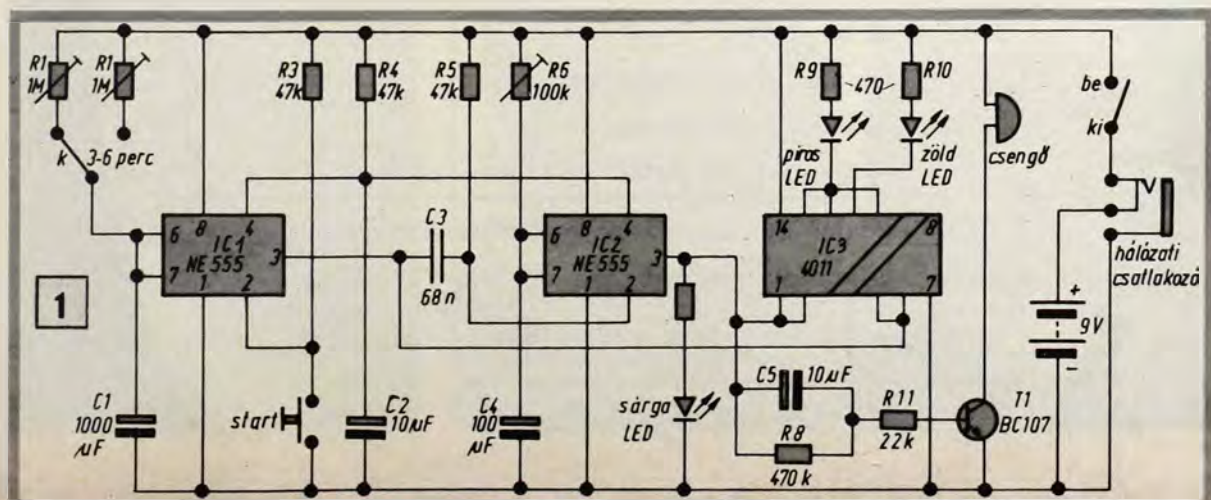 R1
1M
R1
1M
R3
47k
R4
47k
R5
47k
R6
100k
R9
470
R10
piros
LED
zöld
LED
csengő
be
ki
k
3-6 perc
6
7
8
4
IC1
NE555
3
1
2
C3
68n
6
7
8
4
IC2
NE555
3
1
2
14
8
IC3
4011
1
7
hálózati
csatlakozó
1
+
9V
-
C1
1000
µF
start
C2
10µF
C4
100
µF
sárga
LED
C5
10µF
R8
470k
R11
22k
T1
BC107